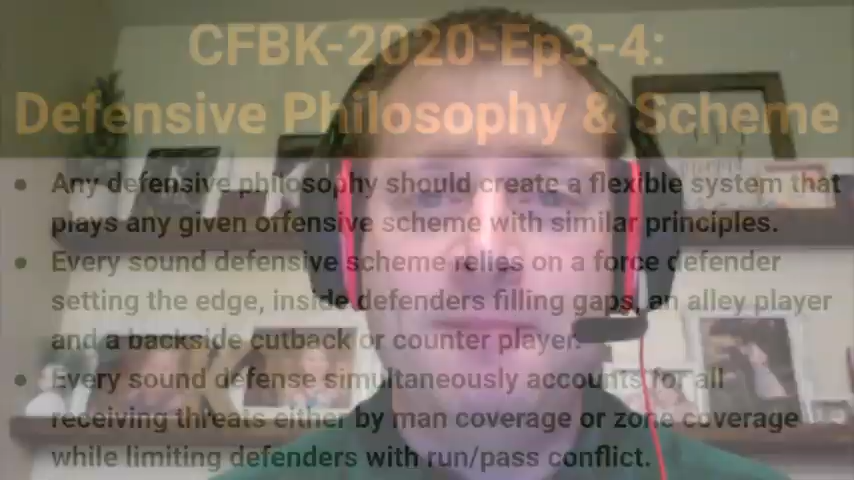 CFBK-2020-Ep3-4:
Defensive Philosophy & Scheme
• Any defensive philosophy should create a flexible system that
plays any given offensive scheme with similar principles.
• Every sound defensive scheme relies on a force defender
setting the edge, inside defenders filling gaps, an alley player
and a backside cutback or counter player.
• Every sound defense simultaneously accounts for all
receiving threats either by man coverage or zone coverage
while limiting defenders with run/pass conflict.